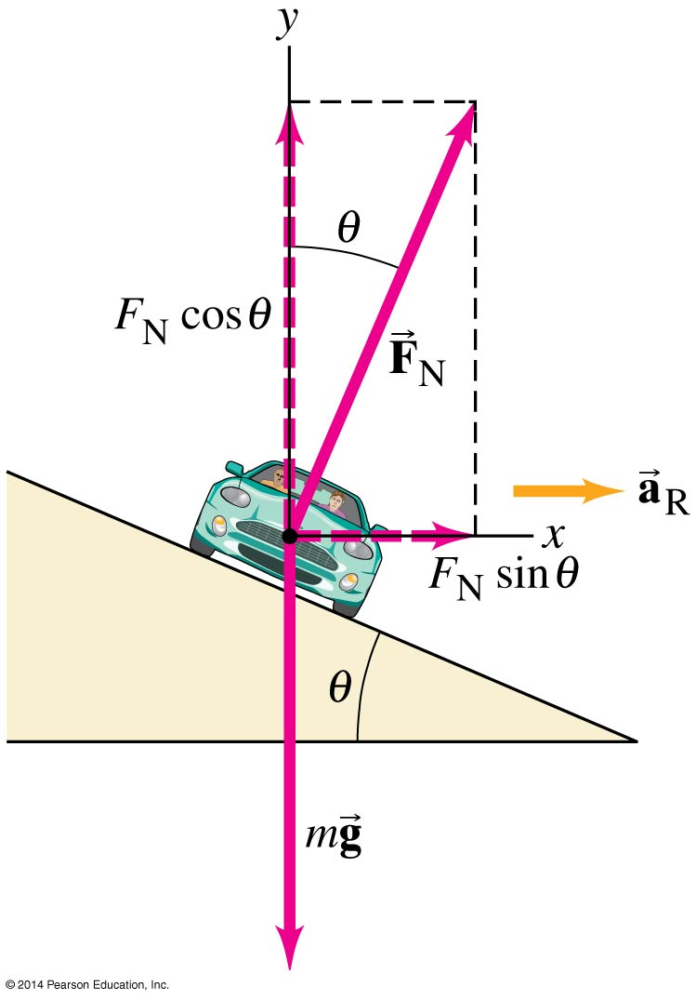 y
θ
F_N cos θ
F⃗_N
a⃗_R
x
F_N sin θ
θ
mg⃗
© 2014 Pearson Education, Inc.